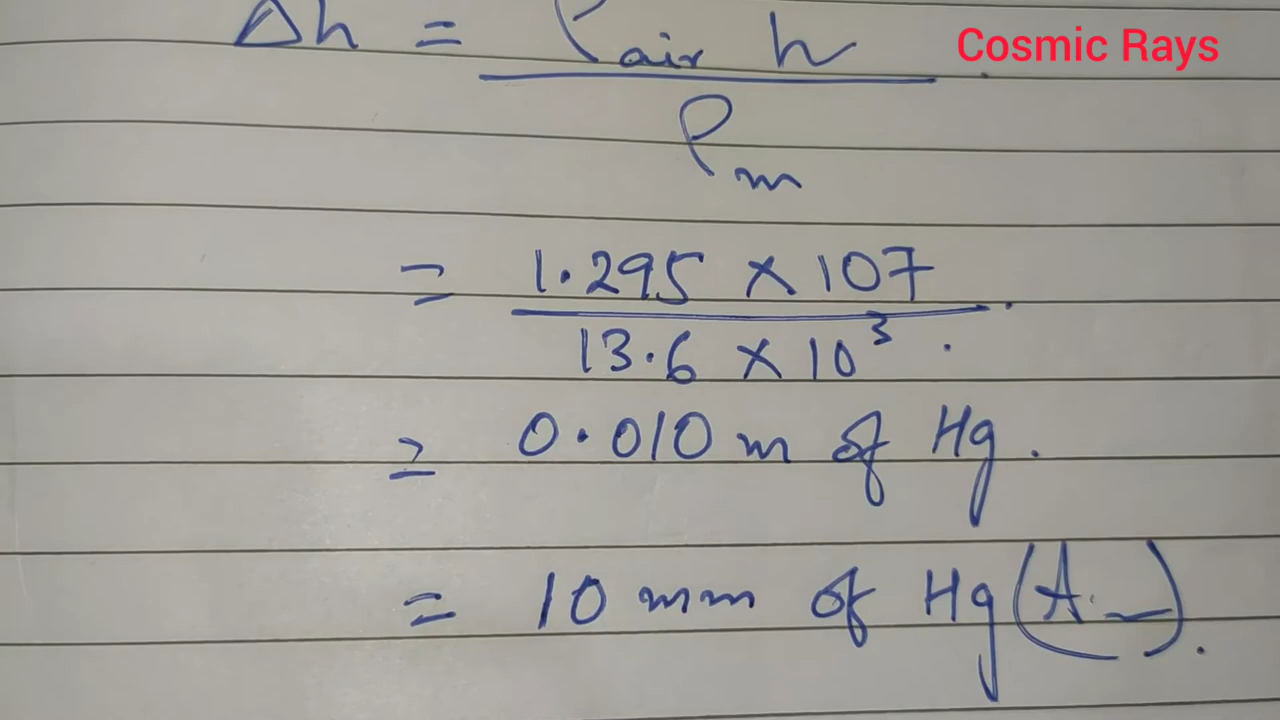 Δh = ρair h
Cosmic Rays
ρm
= 1.295 × 107
13.6 × 10³ .
= 0.010 m of Hg.
= 10 mm of Hg (A. _).